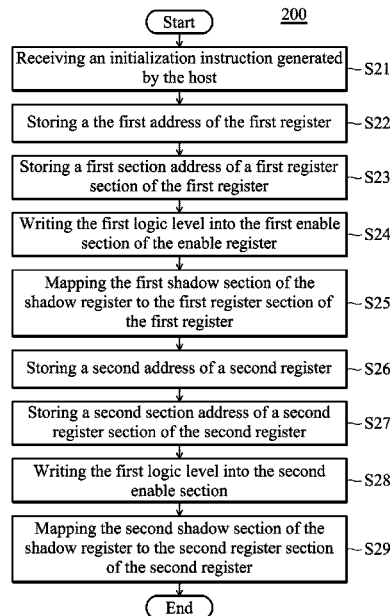 200
Start
Receiving an initialization instruction generated
by the host
S21
Storing a the first address of the first register
S22
Storing a first section address of a first register
section of the first register
S23
Writing the first logic level into the first enable
section of the enable register
S24
Mapping the first shadow section of the
shadow register to the first register section of
the first register
S25
Storing a second address of a second register
S26
Storing a second section address of a second
register section of the second register
S27
Writing the first logic level into the second
enable section
S28
Mapping the second shadow section of the
shadow register to the second register section
of the second register
S29
End